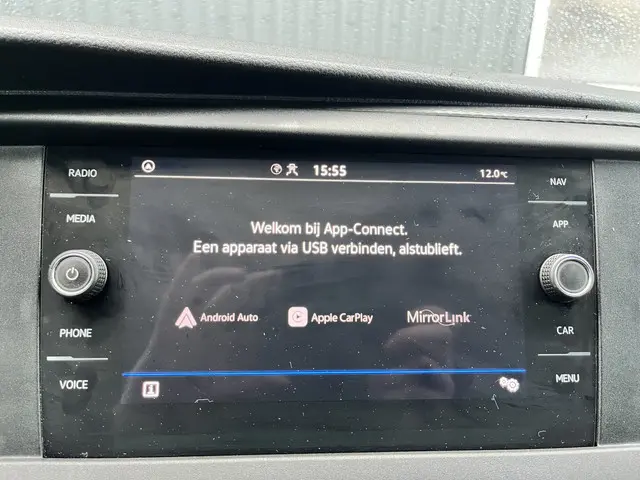 RADIO
MEDIA
PHONE
VOICE
15:55
12.0°C
Welkom bij App-Connect.
Een apparaat via USB verbinden, alstublieft.
Android Auto
Apple CarPlay
MirrorLink
NAV
APP
CAR
MENU